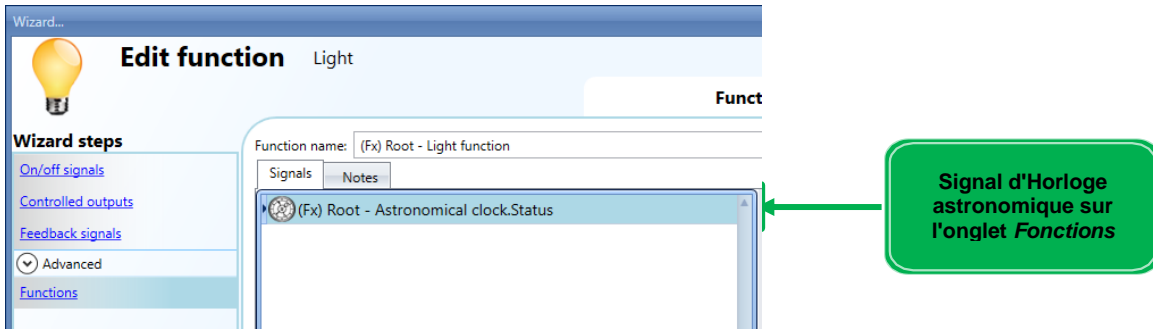 Wizard...
Edit function Light
Funct
Wizard steps
On/off signals
Controlled outputs
Feedback signals
Advanced
Functions
Function name: (Fx) Root - Light function
Signals Notes
(Fx) Root - Astronomical clock.Status
Signal d'Horloge
astronomique sur
l'onglet Fonctions